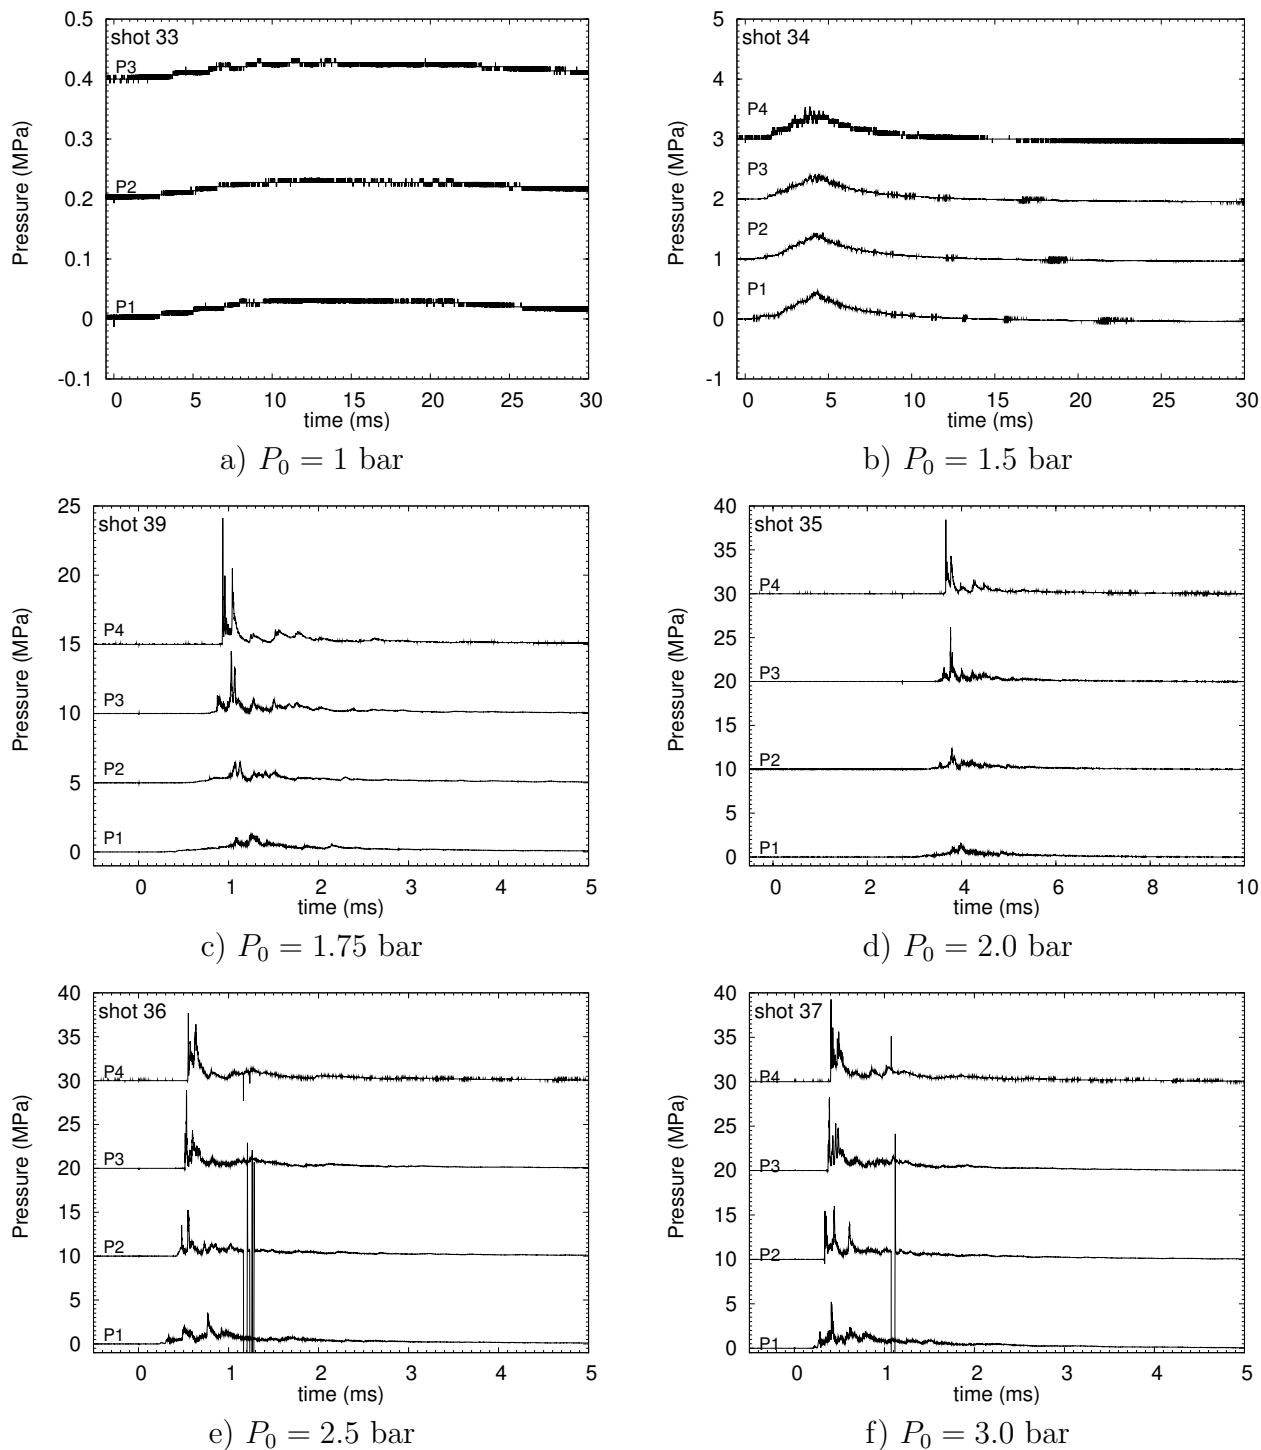 shot 33
0.5
0.4
0.3
0.2
0.1
0
-0.1
Pressure (MPa)
P3
P2
P1
0 5 10 15 20 25 30
time (ms)
a) P₀ = 1 bar
shot 34
5
4
3
2
1
0
-1
Pressure (MPa)
P4
P3
P2
P1
0 5 10 15 20 25 30
time (ms)
b) P₀ = 1.5 bar
shot 39
25
20
15
10
5
0
Pressure (MPa)
P4
P3
P2
P1
0 1 2 3 4 5
time (ms)
c) P₀ = 1.75 bar
shot 35
40
35
30
25
20
15
10
5
0
Pressure (MPa)
P4
P3
P2
P1
0 2 4 6 8 10
time (ms)
d) P₀ = 2.0 bar
shot 36
40
35
30
25
20
15
10
5
0
Pressure (MPa)
P4
P3
P2
P1
0 1 2 3 4 5
time (ms)
e) P₀ = 2.5 bar
shot 37
40
35
30
25
20
15
10
5
0
Pressure (MPa)
P4
P3
P2
P1
0 1 2 3 4 5
time (ms)
f) P₀ = 3.0 bar